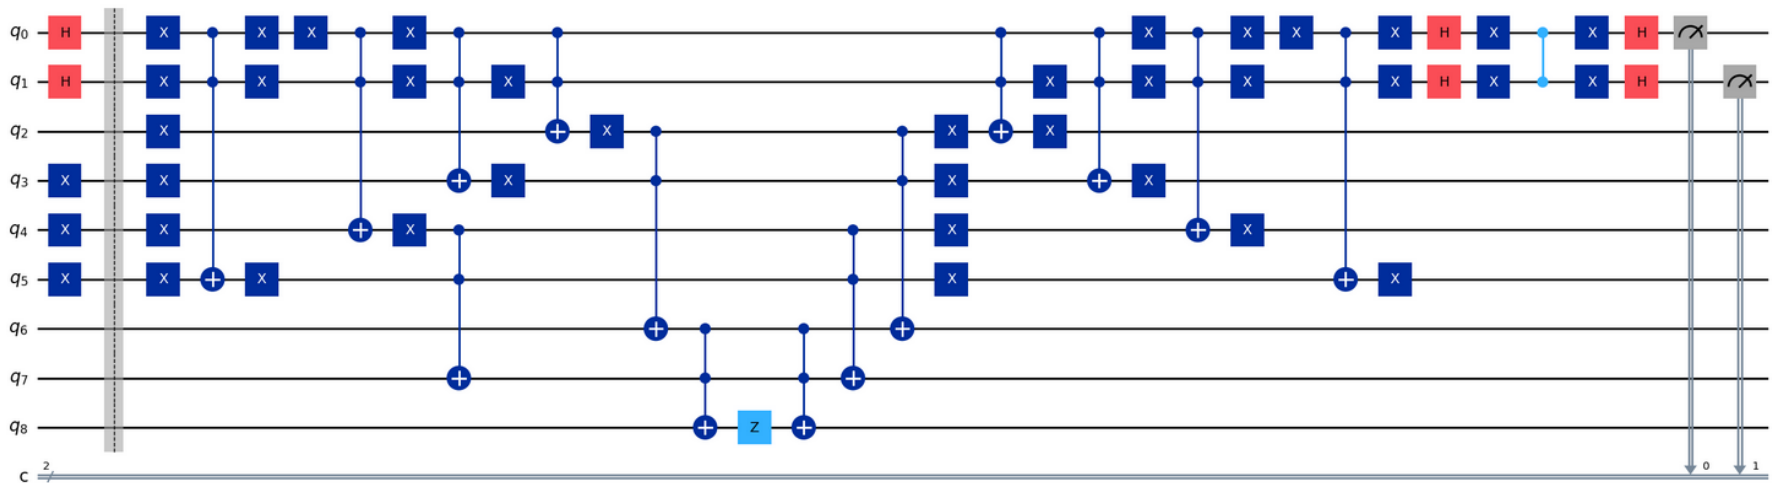 q0 H X X X X X X X X H X X H
q1 H X X X X X X X X H X X H
q2 X X X X
q3 X X X X X
q4 X X X X X
q5 X X X X X
q6
q7
q8 Z
c 2 0 1